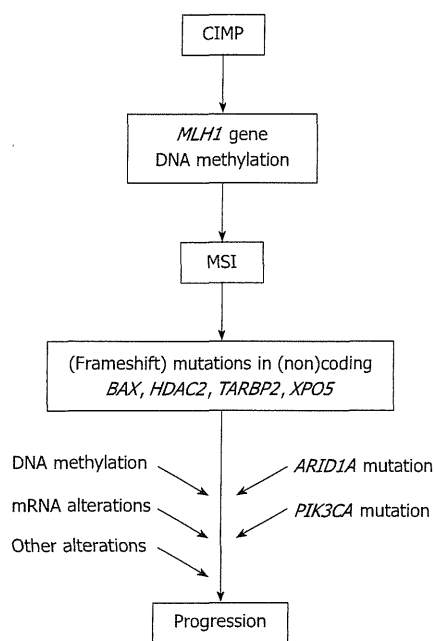 CIMP
MLH1 gene
DNA methylation
MSI
(Frameshift) mutations in (non)coding
BAX, HDAC2, TARBP2, XPO5
DNA methylation
ARID1A mutation
mRNA alterations
PIK3CA mutation
Other alterations
Progression